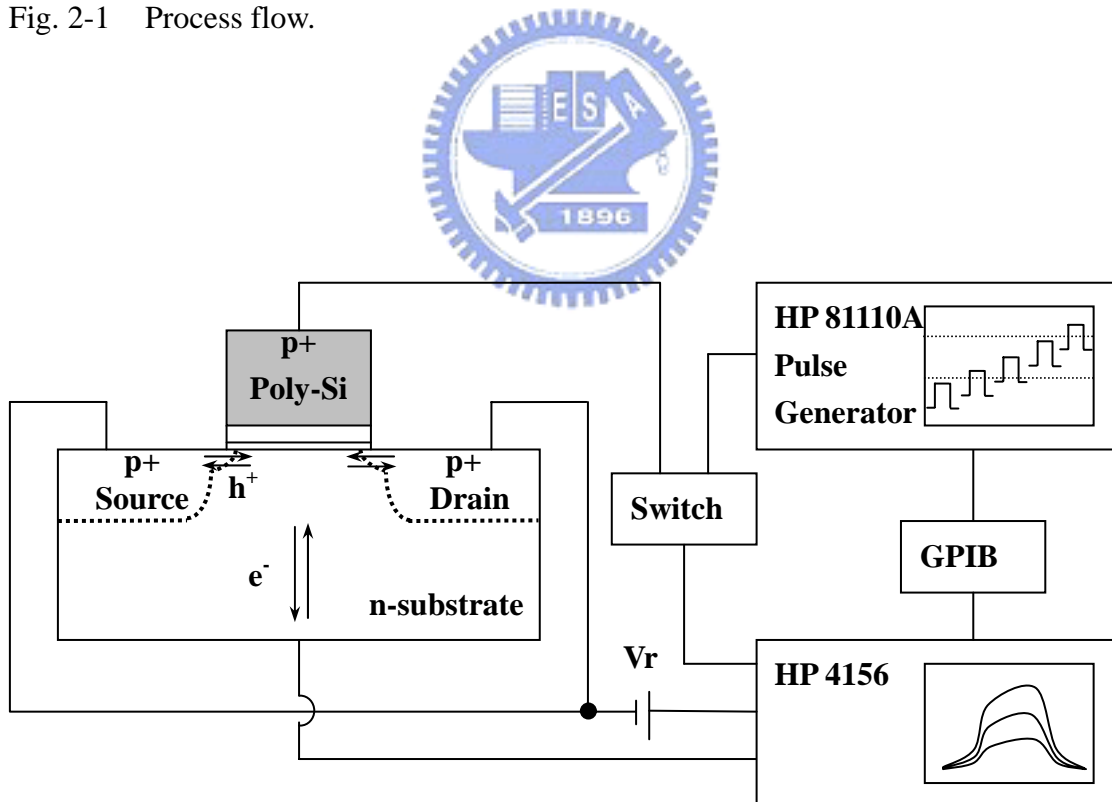 Fig. 2-1 Process flow.
E S A
1896
p+
Poly-Si
p+
Source
h+
p+
Drain
e-
n-substrate
HP 81110A
Pulse
Generator
Switch
GPIB
Vr
HP 4156